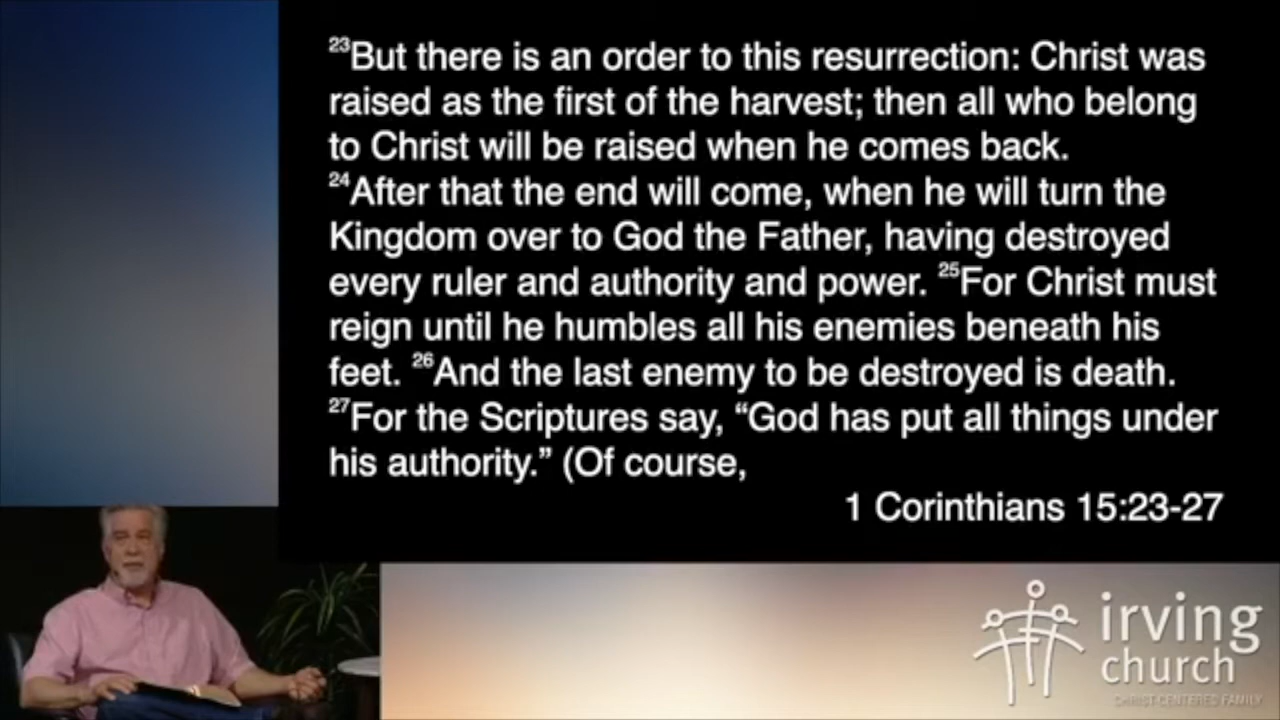 ²³But there is an order to this resurrection: Christ was
raised as the first of the harvest; then all who belong
to Christ will be raised when he comes back.
²⁴After that the end will come, when he will turn the
Kingdom over to God the Father, having destroyed
every ruler and authority and power. ²⁵For Christ must
reign until he humbles all his enemies beneath his
feet. ²⁶And the last enemy to be destroyed is death.
²⁷For the Scriptures say, “God has put all things under
his authority.” (Of course,
1 Corinthians 15:23-27
irving
church
CHRIST-CENTERED FAMILY